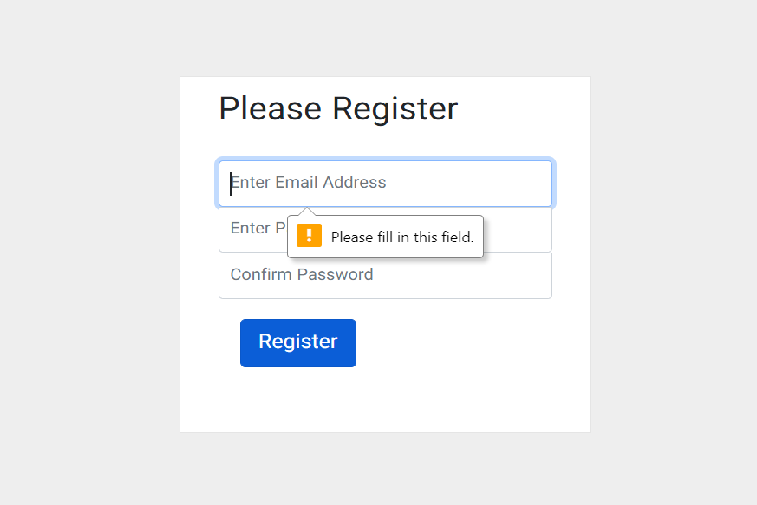 Please Register
Enter Email Address
Enter P
Please fill in this field.
Confirm Password
Register